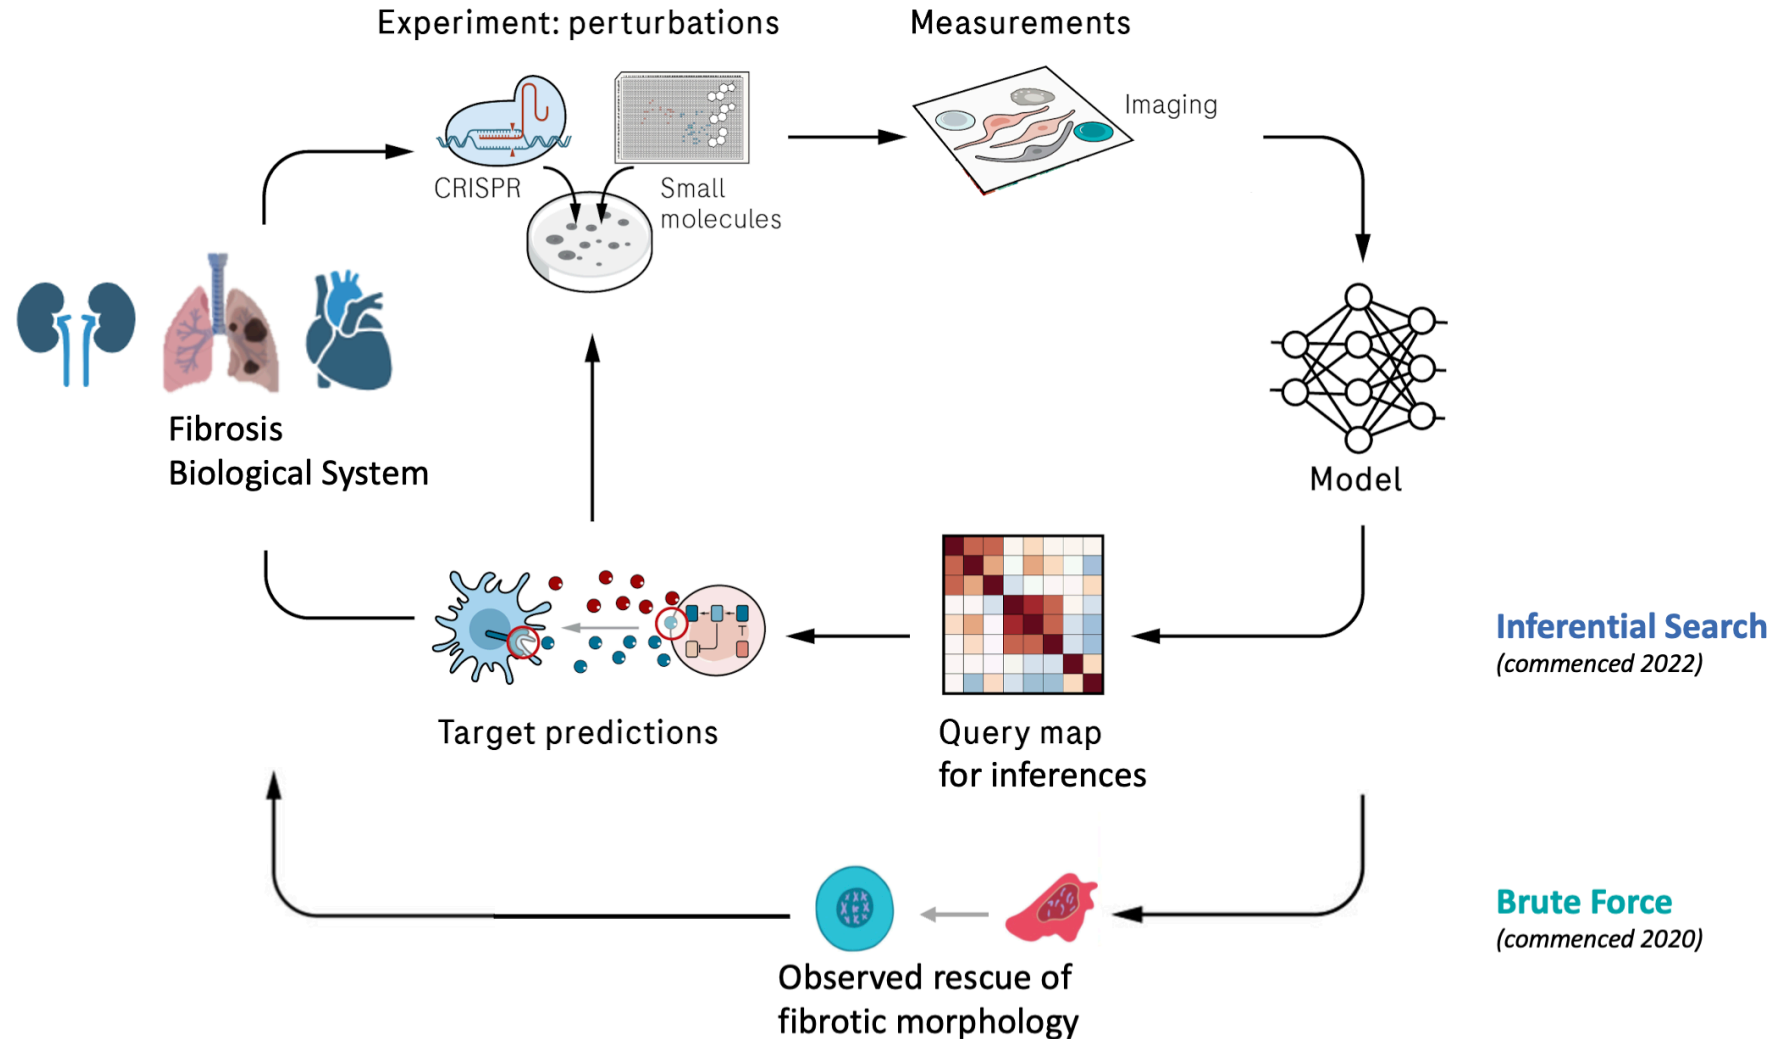 Experiment: perturbations
Measurements
Imaging
CRISPR
Small
molecules
Fibrosis
Biological System
Model
Target predictions
Query map
for inferences
Inferential Search
(commenced 2022)
Brute Force
(commenced 2020)
Observed rescue of
fibrotic morphology